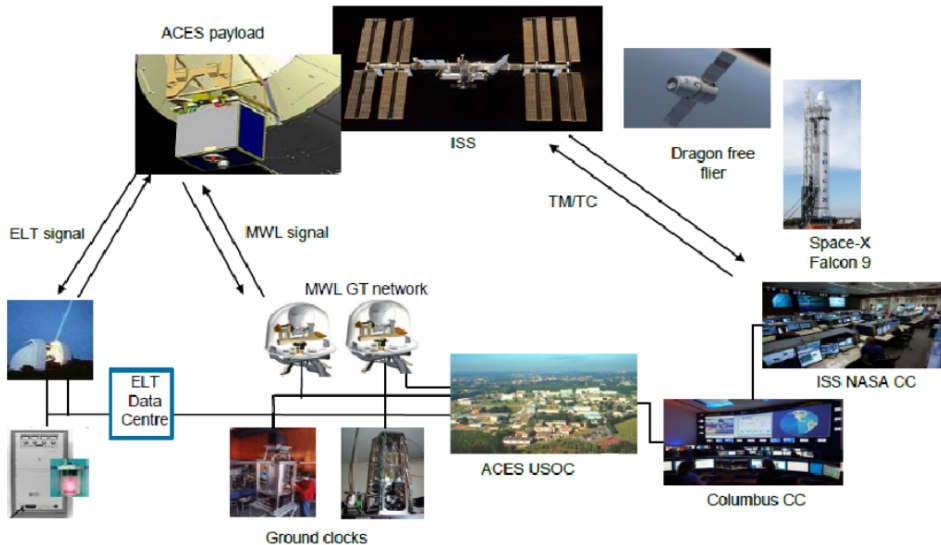 ACES payload
ISS
Dragon free
flier
TM/TC
ELT signal
MWL signal
Space-X
Falcon 9
MWL GT network
ELT
Data
Centre
ISS NASA CC
ACES USOC
Columbus CC
Ground clocks